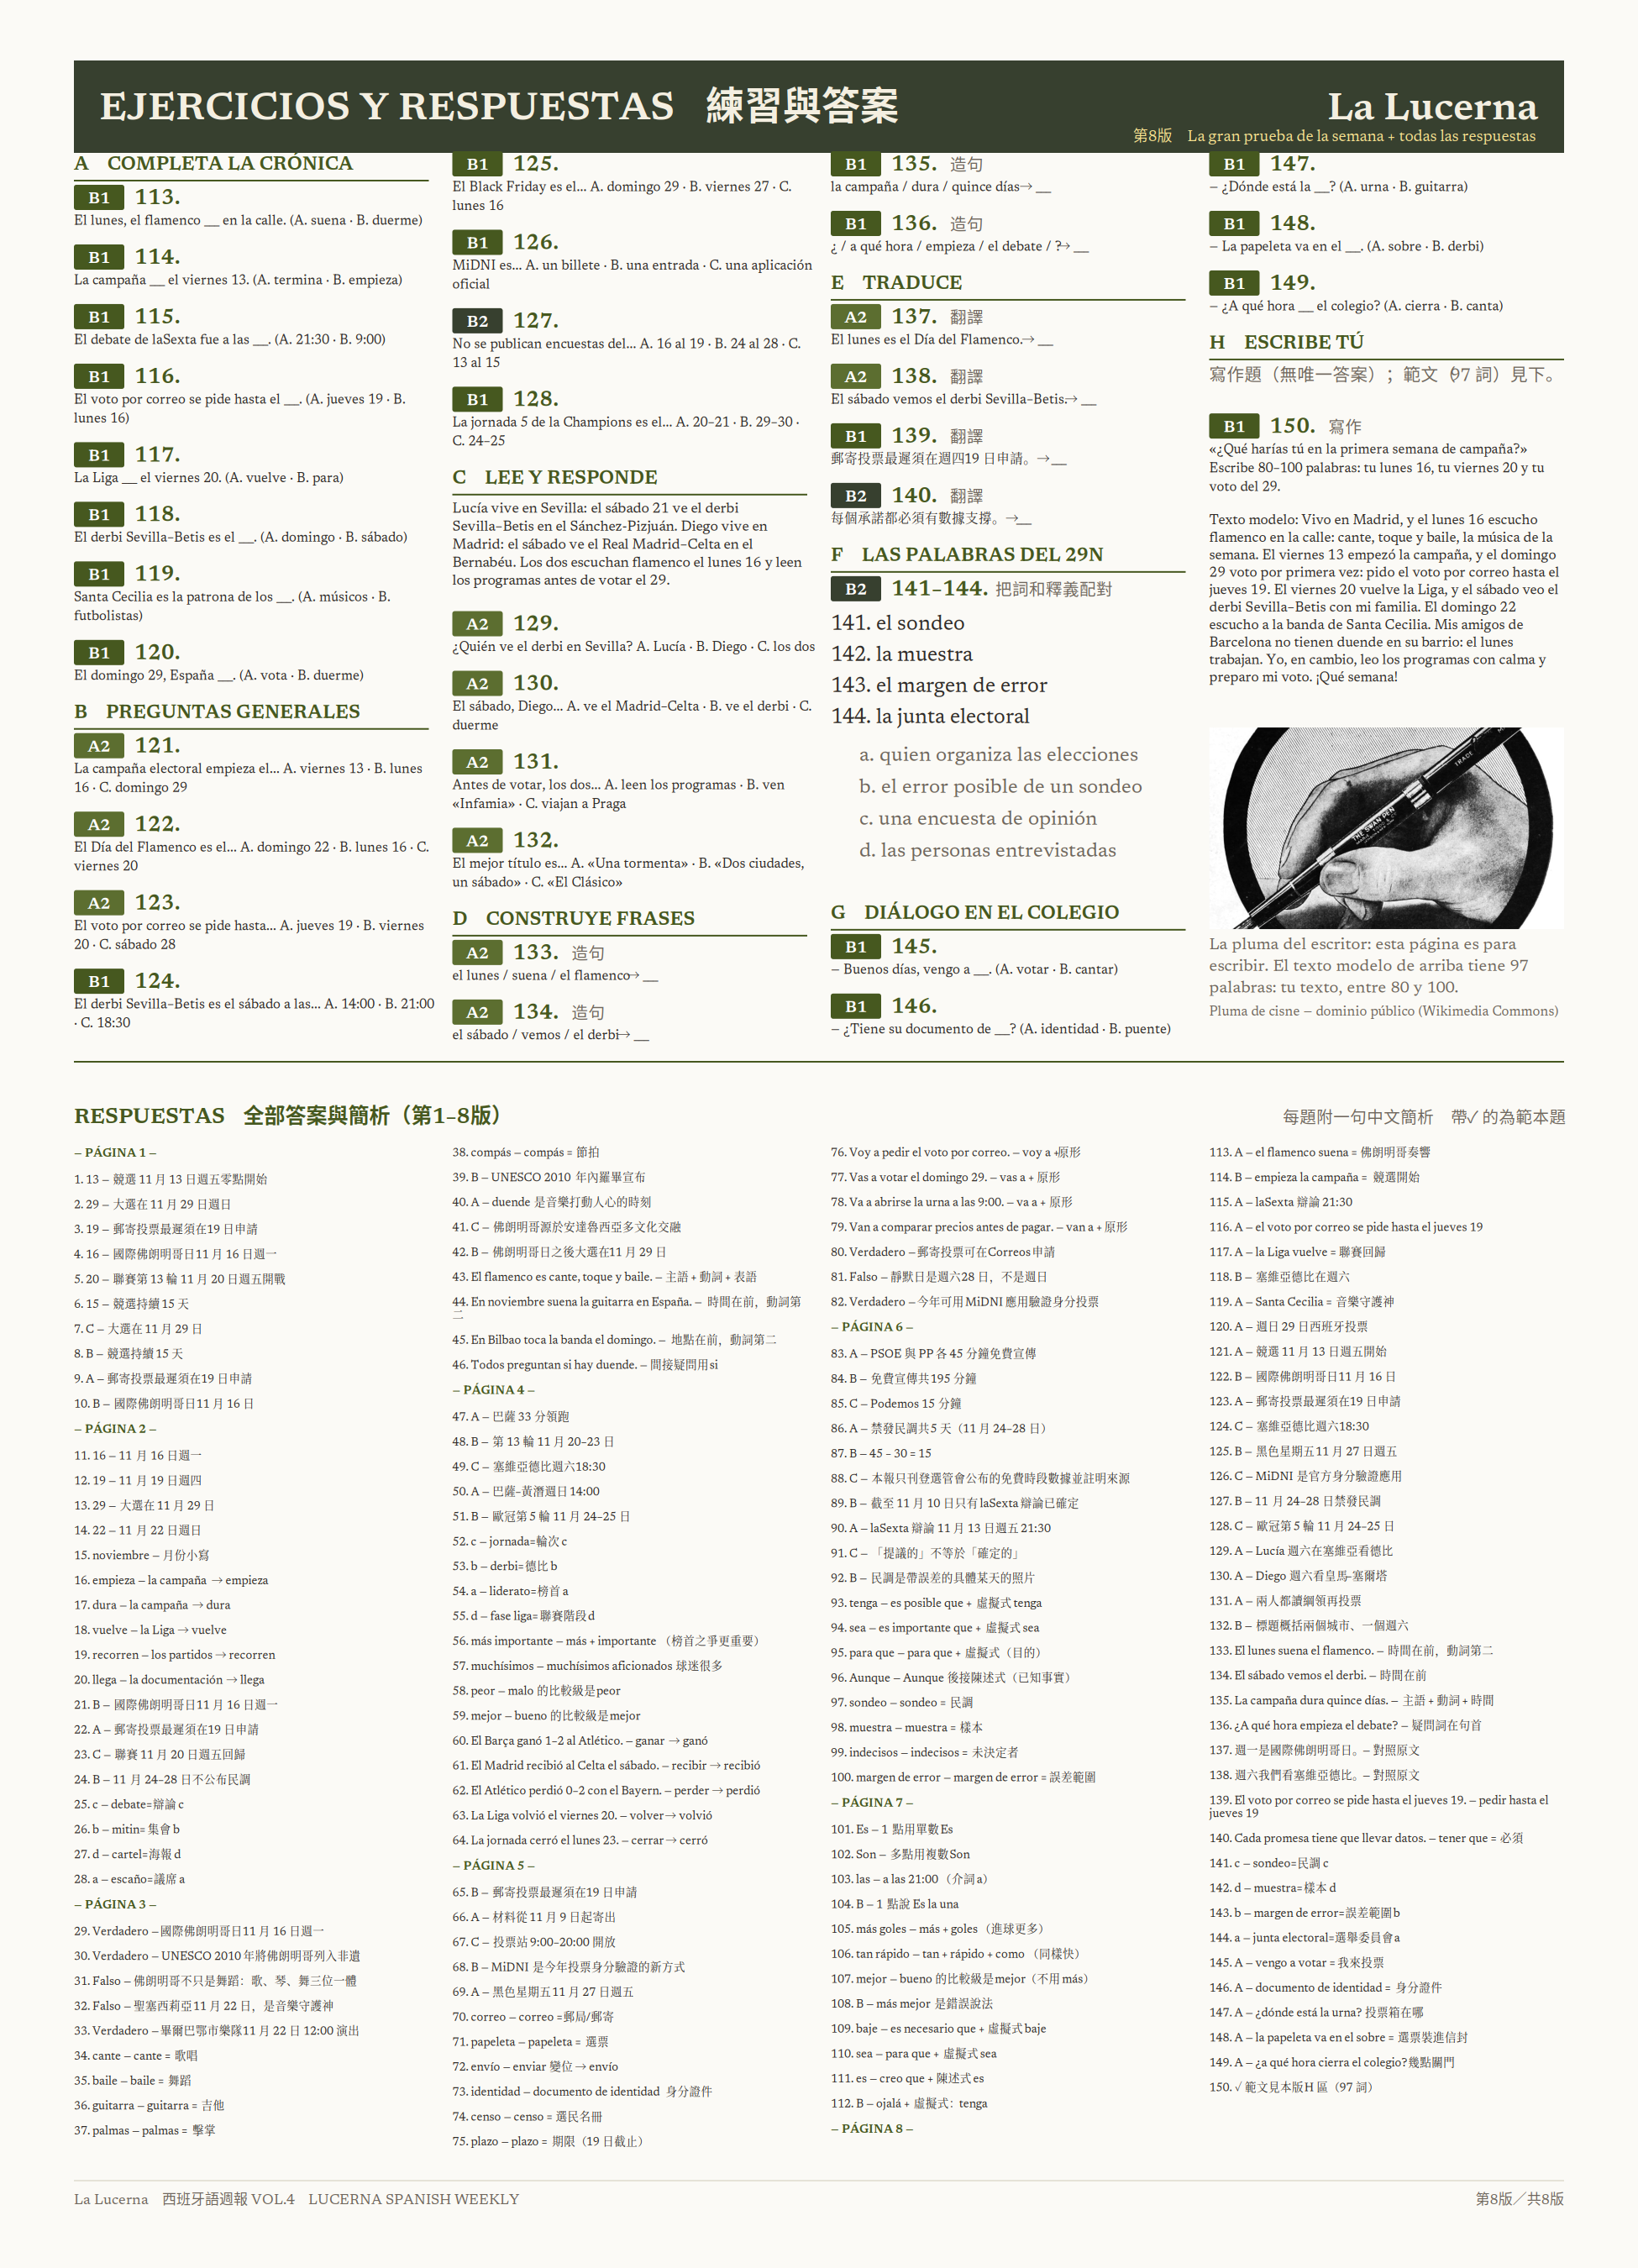 EJERCICIOS Y RESPUESTAS 練習與答案
La Lucerna
第8版 La gran prueba de la semana + todas las respuestas
A COMPLETA LA CRÓNICA
B1 113.
El lunes, el flamenco __ en la calle. (A. suena · B. duerme)
B1 114.
La campaña __ el viernes 13. (A. termina · B. empieza)
B1 115.
El debate de laSexta fue a las __. (A. 21:30 · B. 9:00)
B1 116.
El voto por correo se pide hasta el __. (A. jueves 19 · B.
lunes 16)
B1 117.
La Liga __ el viernes 20. (A. vuelve · B. para)
B1 118.
El derbi Sevilla–Betis es el __. (A. domingo · B. sábado)
B1 119.
Santa Cecilia es la patrona de los __. (A. músicos · B.
futbolistas)
B1 120.
El domingo 29, España __. (A. vota · B. duerme)
B PREGUNTAS GENERALES
A2 121.
La campaña electoral empieza el... A. viernes 13 · B. lunes
16 · C. domingo 29
A2 122.
El Día del Flamenco es el... A. domingo 22 · B. lunes 16 · C.
viernes 20
A2 123.
El voto por correo se pide hasta... A. jueves 19 · B. viernes
20 · C. sábado 28
B1 124.
El derbi Sevilla–Betis es el sábado a las... A. 14:00 · B. 21:00
· C. 18:30
B1 125.
El Black Friday es el... A. domingo 29 · B. viernes 27 · C.
lunes 16
B1 126.
MiDNI es... A. un billete · B. una entrada · C. una aplicación
oficial
B2 127.
No se publican encuestas del... A. 16 al 19 · B. 24 al 28 · C.
13 al 15
B1 128.
La jornada 5 de la Champions es el... A. 20–21 · B. 29–30 ·
C. 24–25
C LEE Y RESPONDE
Lucía vive en Sevilla: el sábado 21 ve el derbi
Sevilla–Betis en el Sánchez-Pizjuán. Diego vive en
Madrid: el sábado ve el Real Madrid–Celta en el
Bernabéu. Los dos escuchan flamenco el lunes 16 y leen
los programas antes de votar el 29.
A2 129.
¿Quién ve el derbi en Sevilla? A. Lucía · B. Diego · C. los dos
A2 130.
El sábado, Diego... A. ve el Madrid–Celta · B. ve el derbi · C.
duerme
A2 131.
Antes de votar, los dos... A. leen los programas · B. ven
«Infamia» · C. viajan a Praga
A2 132.
El mejor título es... A. «Una tormenta» · B. «Dos ciudades,
un sábado» · C. «El Clásico»
D CONSTRUYE FRASES
A2 133. 造句
el lunes / suena / el flamenco→ __
A2 134. 造句
el sábado / vemos / el derbi→ __
B1 135. 造句
la campaña / dura / quince días→ __
B1 136. 造句
¿ / a qué hora / empieza / el debate / ?→ __
E TRADUCE
A2 137. 翻譯
El lunes es el Día del Flamenco.→ __
A2 138. 翻譯
El sábado vemos el derbi Sevilla–Betis.→ __
B1 139. 翻譯
郵寄投票最遲須在週四19 日申請。→__
B2 140. 翻譯
每個承諾都必須有數據支撐。→__
F LAS PALABRAS DEL 29N
B2 141–144. 把詞和釋義配對
141. el sondeo
142. la muestra
143. el margen de error
144. la junta electoral
a. quien organiza las elecciones
b. el error posible de un sondeo
c. una encuesta de opinión
d. las personas entrevistadas
G DIÁLOGO EN EL COLEGIO
B1 145.
— Buenos días, vengo a __. (A. votar · B. cantar)
B1 146.
— ¿Tiene su documento de __? (A. identidad · B. puente)
B1 147.
— ¿Dónde está la __? (A. urna · B. guitarra)
B1 148.
— La papeleta va en el __. (A. sobre · B. derbi)
B1 149.
— ¿A qué hora __ el colegio? (A. cierra · B. canta)
H ESCRIBE TÚ
寫作題（無唯一答案）；範文（97 詞）見下。
B1 150. 寫作
«¿Qué harías tú en la primera semana de campaña?»
Escribe 80–100 palabras: tu lunes 16, tu viernes 20 y tu
voto del 29.
Texto modelo: Vivo en Madrid, y el lunes 16 escucho
flamenco en la calle: cante, toque y baile, la música de la
semana. El viernes 13 empezó la campaña, y el domingo
29 voto por primera vez: pido el voto por correo hasta el
jueves 19. El viernes 20 vuelve la Liga, y el sábado veo el
derbi Sevilla–Betis con mi familia. El domingo 22
escucho a la banda de Santa Cecilia. Mis amigos de
Barcelona no tienen duende en su barrio: el lunes
trabajan. Yo, en cambio, leo los programas con calma y
preparo mi voto. ¡Qué semana!
THE SWAN PEN
TRADE
La pluma del escritor: esta página es para
escribir. El texto modelo de arriba tiene 97
palabras: tu texto, entre 80 y 100.
Pluma de cisne — dominio público (Wikimedia Commons)
RESPUESTAS 全部答案與簡析（第1–8版）
每題附一句中文簡析 帶✓ 的為範本題
— PÁGINA 1 —
1. 13 — 競選 11 月 13 日週五零點開始
2. 29 — 大選在 11 月 29 日週日
3. 19 — 郵寄投票最遲須在19 日申請
4. 16 — 國際佛朗明哥日11 月 16 日週一
5. 20 — 聯賽第 13 輪 11 月 20 日週五開戰
6. 15 — 競選持續 15 天
7. C — 大選在 11 月 29 日
8. B — 競選持續 15 天
9. A — 郵寄投票最遲須在19 日申請
10. B — 國際佛朗明哥日11 月 16 日
— PÁGINA 2 —
11. 16 — 11 月 16 日週一
12. 19 — 11 月 19 日週四
13. 29 — 大選在 11 月 29 日
14. 22 — 11 月 22 日週日
15. noviembre — 月份小寫
16. empieza — la campaña → empieza
17. dura — la campaña → dura
18. vuelve — la Liga → vuelve
19. recorren — los partidos → recorren
20. llega — la documentación → llega
21. B — 國際佛朗明哥日11 月 16 日週一
22. A — 郵寄投票最遲須在19 日申請
23. C — 聯賽 11 月 20 日週五回歸
24. B — 11 月 24–28 日不公布民調
25. c — debate=辯論 c
26. b — mitin=集會 b
27. d — cartel=海報 d
28. a — escaño=議席 a
— PÁGINA 3 —
29. Verdadero — 國際佛朗明哥日11 月 16 日週一
30. Verdadero — UNESCO 2010 年將佛朗明哥列入非遺
31. Falso — 佛朗明哥不只是舞蹈：歌、琴、舞三位一體
32. Falso — 聖塞西莉亞11 月 22 日，是音樂守護神
33. Verdadero — 畢爾巴鄂市樂隊11 月 22 日 12:00 演出
34. cante — cante = 歌唱
35. baile — baile = 舞蹈
36. guitarra — guitarra = 吉他
37. palmas — palmas = 擊掌
38. compás — compás = 節拍
39. B — UNESCO 2010 年內羅畢宣布
40. A — duende 是音樂打動人心的時刻
41. C — 佛朗明哥源於安達魯西亞多文化交融
42. B — 佛朗明哥日之後大選在11 月 29 日
43. El flamenco es cante, toque y baile. — 主語 + 動詞 + 表語
44. En noviembre suena la guitarra en España. — 時間在前，動詞第
二
45. En Bilbao toca la banda el domingo. — 地點在前，動詞第二
46. Todos preguntan si hay duende. — 間接疑問用si
— PÁGINA 4 —
47. A — 巴薩 33 分領跑
48. B — 第 13 輪 11 月 20–23 日
49. C — 塞維亞德比週六18:30
50. A — 巴薩–黃潛週日 14:00
51. B — 歐冠第 5 輪 11 月 24–25 日
52. c — jornada=輪次 c
53. b — derbi=德比 b
54. a — liderato=榜首 a
55. d — fase liga=聯賽階段 d
56. más importante — más + importante （榜首之爭更重要）
57. muchísimos — muchísimos aficionados 球迷很多
58. peor — malo 的比較級是peor
59. mejor — bueno 的比較級是mejor
60. El Barça ganó 1–2 al Atlético. — ganar → ganó
61. El Madrid recibió al Celta el sábado. — recibir → recibió
62. El Atlético perdió 0–2 con el Bayern. — perder → perdió
63. La Liga volvió el viernes 20. — volver → volvió
64. La jornada cerró el lunes 23. — cerrar → cerró
— PÁGINA 5 —
65. B — 郵寄投票最遲須在19 日申請
66. A — 材料從 11 月 9 日起寄出
67. C — 投票站 9:00–20:00 開放
68. B — MiDNI 是今年投票身分驗證的新方式
69. A — 黑色星期五11 月 27 日週五
70. correo — correo =郵局/郵寄
71. papeleta — papeleta = 選票
72. envío — enviar 變位 → envío
73. identidad — documento de identidad 身分證件
74. censo — censo = 選民名冊
75. plazo — plazo = 期限（19 日截止）
76. Voy a pedir el voto por correo. — voy a +原形
77. Vas a votar el domingo 29. — vas a + 原形
78. Va a abrirse la urna a las 9:00. — va a + 原形
79. Van a comparar precios antes de pagar. — van a + 原形
80. Verdadero — 郵寄投票可在Correos 申請
81. Falso — 靜默日是週六28 日，不是週日
82. Verdadero — 今年可用 MiDNI 應用驗證身分投票
— PÁGINA 6 —
83. A — PSOE 與 PP 各 45 分鐘免費宣傳
84. B — 免費宣傳共195 分鐘
85. C — Podemos 15 分鐘
86. A — 禁發民調共5 天（11 月 24–28 日）
87. B — 45 – 30 = 15
88. C — 本報只刊登選管會公布的免費時段數據並註明來源
89. B — 截至 11 月 10 日只有 laSexta 辯論已確定
90. A — laSexta 辯論 11 月 13 日週五 21:30
91. C — 「提議的」不等於「確定的」
92. B — 民調是帶誤差的具體某天的照片
93. tenga — es posible que + 虛擬式 tenga
94. sea — es importante que + 虛擬式 sea
95. para que — para que + 虛擬式（目的）
96. Aunque — Aunque 後接陳述式（已知事實）
97. sondeo — sondeo = 民調
98. muestra — muestra = 樣本
99. indecisos — indecisos = 未決定者
100. margen de error — margen de error = 誤差範圍
— PÁGINA 7 —
101. Es — 1 點用單數 Es
102. Son — 多點用複數Son
103. las — a las 21:00（介詞 a）
104. B — 1 點說 Es la una
105. más goles — más + goles （進球更多）
106. tan rápido — tan + rápido + como （同樣快）
107. mejor — bueno 的比較級是mejor（不用 más）
108. B — más mejor 是錯誤說法
109. baje — es necesario que + 虛擬式 baje
110. sea — para que + 虛擬式 sea
111. es — creo que + 陳述式 es
112. B — ojalá + 虛擬式：tenga
— PÁGINA 8 —
113. A — el flamenco suena = 佛朗明哥奏響
114. B — empieza la campaña = 競選開始
115. A — laSexta 辯論 21:30
116. A — el voto por correo se pide hasta el jueves 19
117. A — la Liga vuelve = 聯賽回歸
118. B — 塞維亞德比在週六
119. A — Santa Cecilia = 音樂守護神
120. A — 週日 29 日西班牙投票
121. A — 競選 11 月 13 日週五開始
122. B — 國際佛朗明哥日11 月 16 日
123. A — 郵寄投票最遲須在19 日申請
124. C — 塞維亞德比週六18:30
125. B — 黑色星期五11 月 27 日週五
126. C — MiDNI 是官方身分驗證應用
127. B — 11 月 24–28 日禁發民調
128. C — 歐冠第 5 輪 11 月 24–25 日
129. A — Lucía 週六在塞維亞看德比
130. A — Diego 週六看皇馬–塞爾塔
131. A — 兩人都讀綱領再投票
132. B — 標題概括兩個城市、一個週六
133. El lunes suena el flamenco. — 時間在前，動詞第二
134. El sábado vemos el derbi. — 時間在前
135. La campaña dura quince días. — 主語 + 動詞 + 時間
136. ¿A qué hora empieza el debate? — 疑問詞在句首
137. 週一是國際佛朗明哥日。— 對照原文
138. 週六我們看塞維亞德比。— 對照原文
139. El voto por correo se pide hasta el jueves 19. — pedir hasta el
jueves 19
140. Cada promesa tiene que llevar datos. — tener que = 必須
141. c — sondeo=民調 c
142. d — muestra=樣本 d
143. b — margen de error=誤差範圍 b
144. a — junta electoral=選舉委員會 a
145. A — vengo a votar = 我來投票
146. A — documento de identidad = 身分證件
147. A — ¿dónde está la urna? 投票箱在哪
148. A — la papeleta va en el sobre = 選票裝進信封
149. A — ¿a qué hora cierra el colegio? 幾點關門
150. ✓ 範文見本版H 區（97 詞）
La Lucerna 西班牙語週報 VOL.4 LUCERNA SPANISH WEEKLY
第8版／共8版